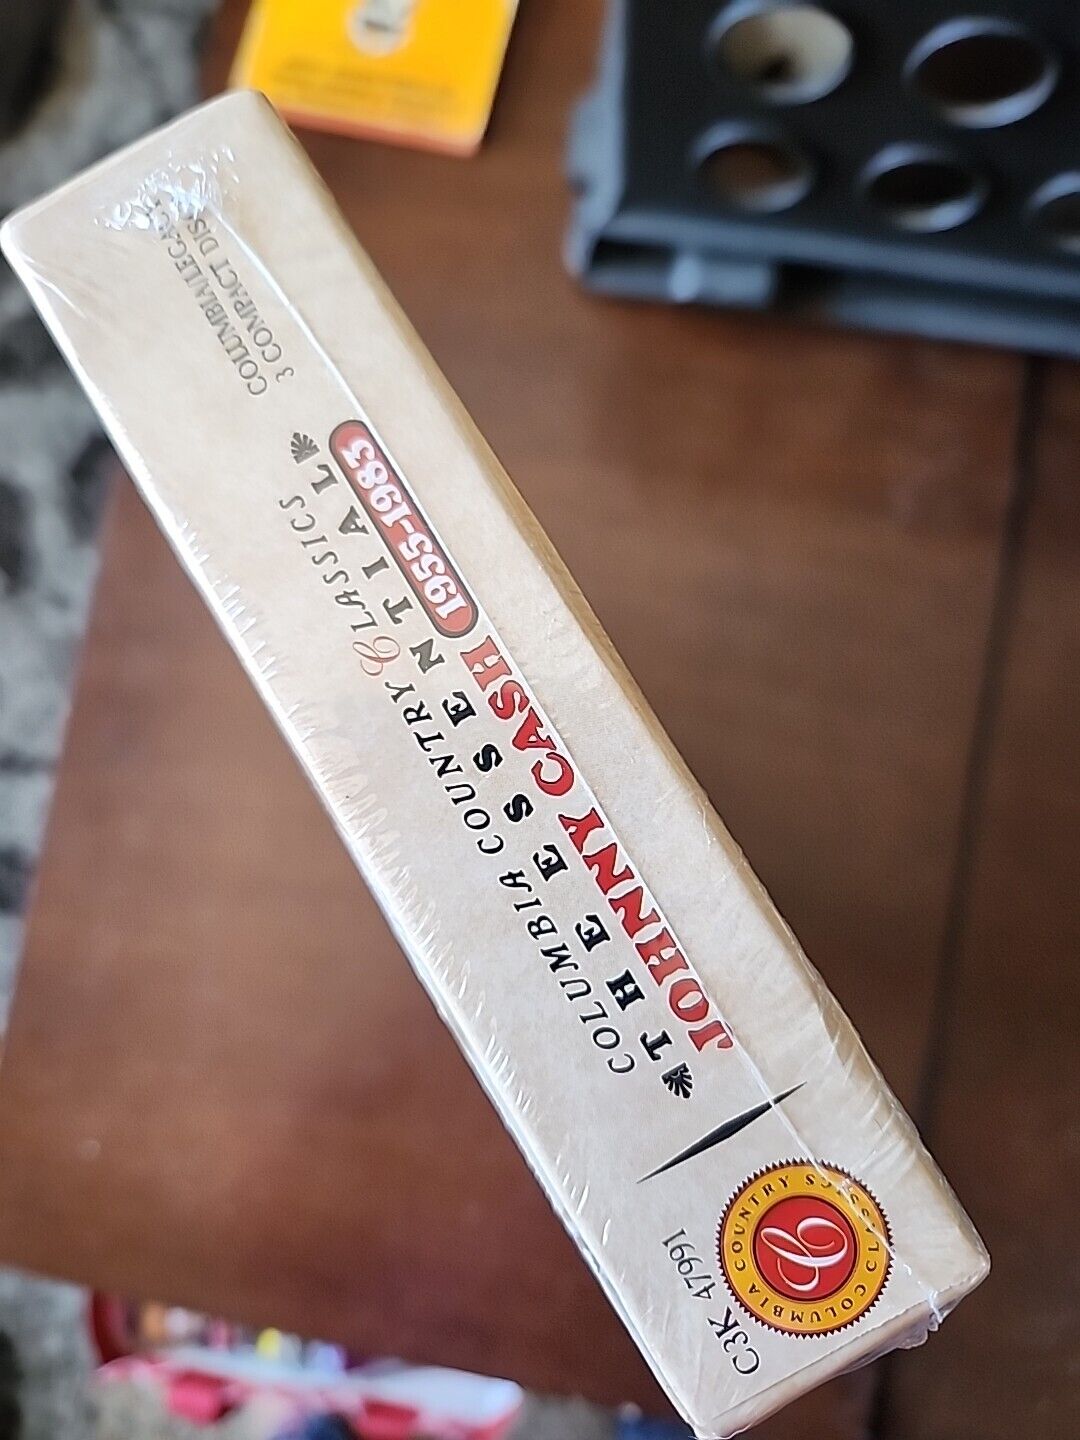 C3K 47991
COLUMBIA COUNTRY CLASSICS
C
COLUMBIA COUNTRY CLASSICS
THE ESSENTIAL
JOHNNY CASH 1955-1983
COLUMBIA/LEGACY
3 COMPACT DISCS